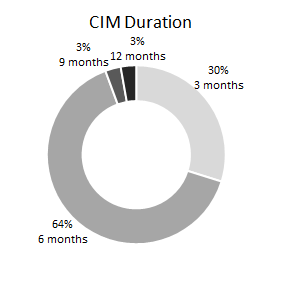 CIM Duration
3%
12 months
3%
9 months
30%
3 months
64%
6 months